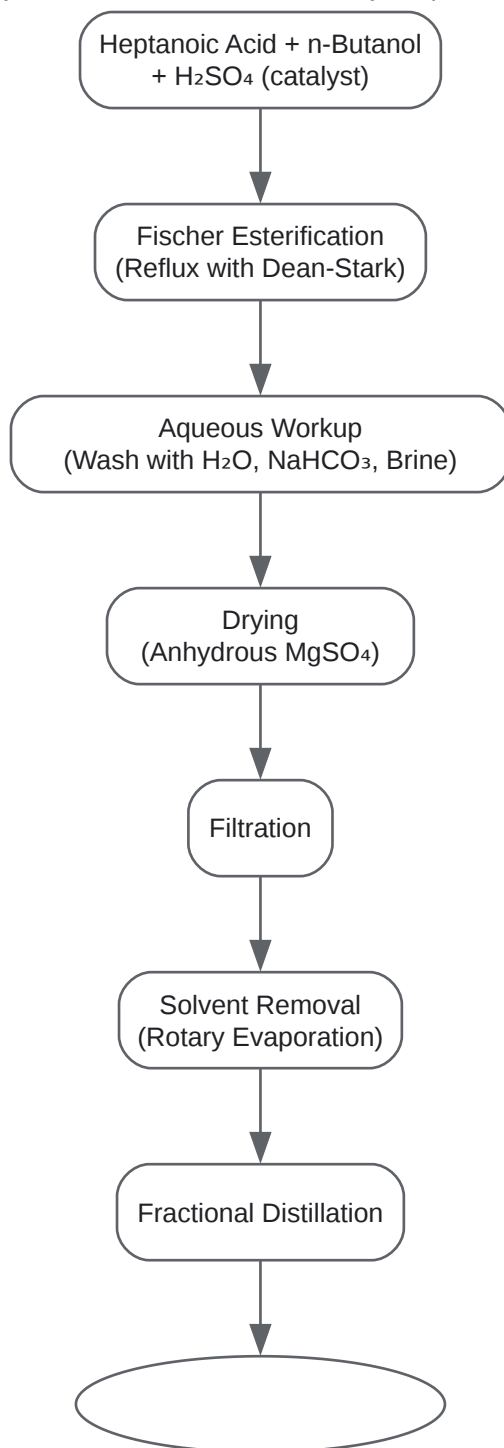 Heptanoic Acid + n-Butanol
+ H₂SO₄ (catalyst)
Fischer Esterification
(Reflux with Dean-Stark)
Aqueous Workup
(Wash with H₂O, NaHCO₃, Brine)
Drying
(Anhydrous MgSO₄)
Filtration
Solvent Removal
(Rotary Evaporation)
Fractional Distillation